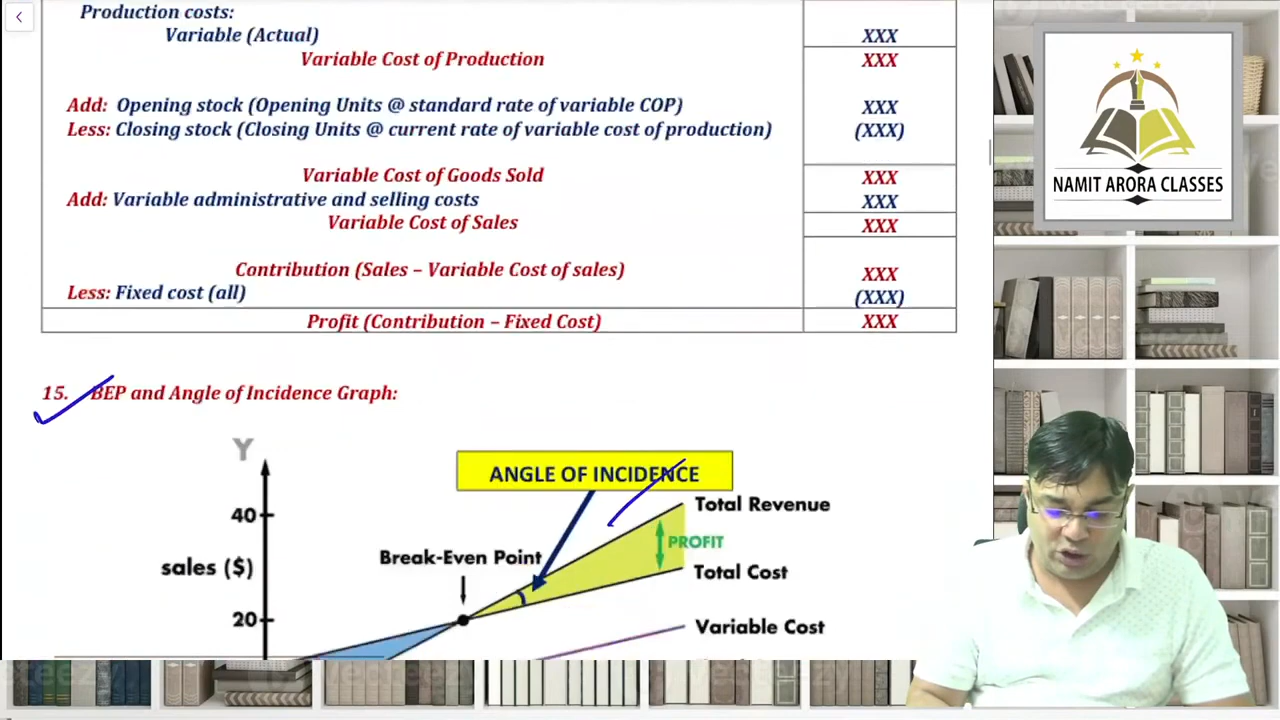 Production costs:
Variable (Actual) XXX
Variable Cost of Production XXX
Add: Opening stock (Opening Units @ standard rate of variable COP) XXX
Less: Closing stock (Closing Units @ current rate of variable cost of production) (XXX)
Variable Cost of Goods Sold XXX
Add: Variable administrative and selling costs XXX
Variable Cost of Sales XXX
Contribution (Sales – Variable Cost of sales) XXX
Less: Fixed cost (all) (XXX)
Profit (Contribution – Fixed Cost) XXX
15. BEP and Angle of Incidence Graph:
Y
ANGLE OF INCIDENCE
40
Total Revenue
PROFIT
Break-Even Point
sales ($)
Total Cost
20
Variable Cost
NAMIT ARORA CLASSES